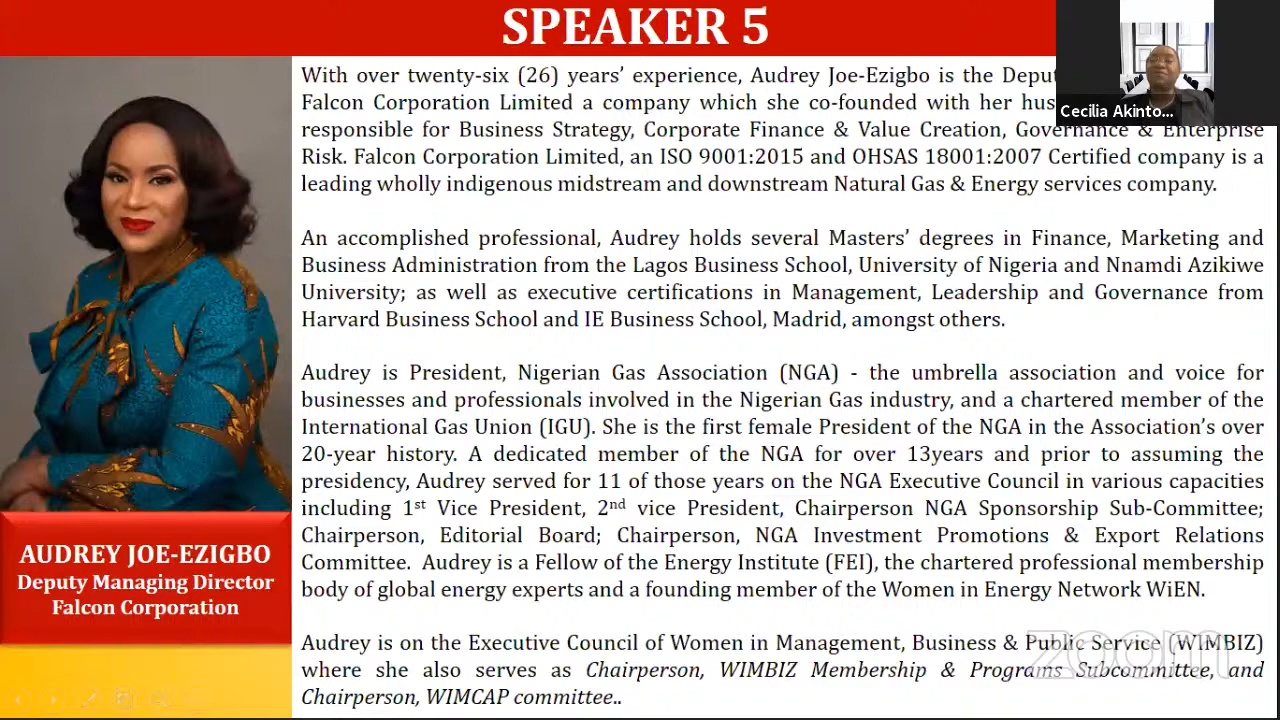 SPEAKER 5
With over twenty-six (26) years' experience, Audrey Joe-Ezigbo is the
Falcon Corporation Limited a company which she co-founded with her
responsible for Business Strategy, Corporate Finance & Value Creation, Governance & Enterprise
Risk. Falcon Corporation Limited, an ISO 9001:2015 and OHSAS 18001:2007 Certified company is a
leading wholly indigenous midstream and downstream Natural Gas & Energy services company.
An accomplished professional, Audrey holds several Masters' degrees in Finance, Marketing and
Business Administration from the Lagos Business School, University of Nigeria and Nnamdi Azikiwe
University; as well as executive certifications in Management, Leadership and Governance from
Harvard Business School and IE Business School, Madrid, amongst others.
Audrey is President, Nigerian Gas Association (NGA) - the umbrella association and voice for
businesses and professionals involved in the Nigerian Gas industry, and a chartered member of the
International Gas Union (IGU). She is the first female President of the NGA in the Association's over
20-year history. A dedicated member of the NGA for over 13years and prior to assuming the
presidency, Audrey served for 11 of those years on the NGA Executive Council in various capacities
including 1st Vice President, 2nd vice President, Chairperson NGA Sponsorship Sub-Committee;
Chairperson, Editorial Board; Chairperson, NGA Investment Promotions & Export Relations
Committee. Audrey is a Fellow of the Energy Institute (FEI), the chartered professional membership
body of global energy experts and a founding member of the Women in Energy Network WiEN.
Audrey is on the Executive Council of Women in Management, Business & Public Service (WIMBIZ)
where she also serves as Chairperson, WIMBIZ Membership & Programs Subcommittee, and
Chairperson, WIMCAP committee..
AUDREY JOE-EZIGBO
Deputy Managing Director
Falcon Corporation
Cecilia Akinto...
zoom